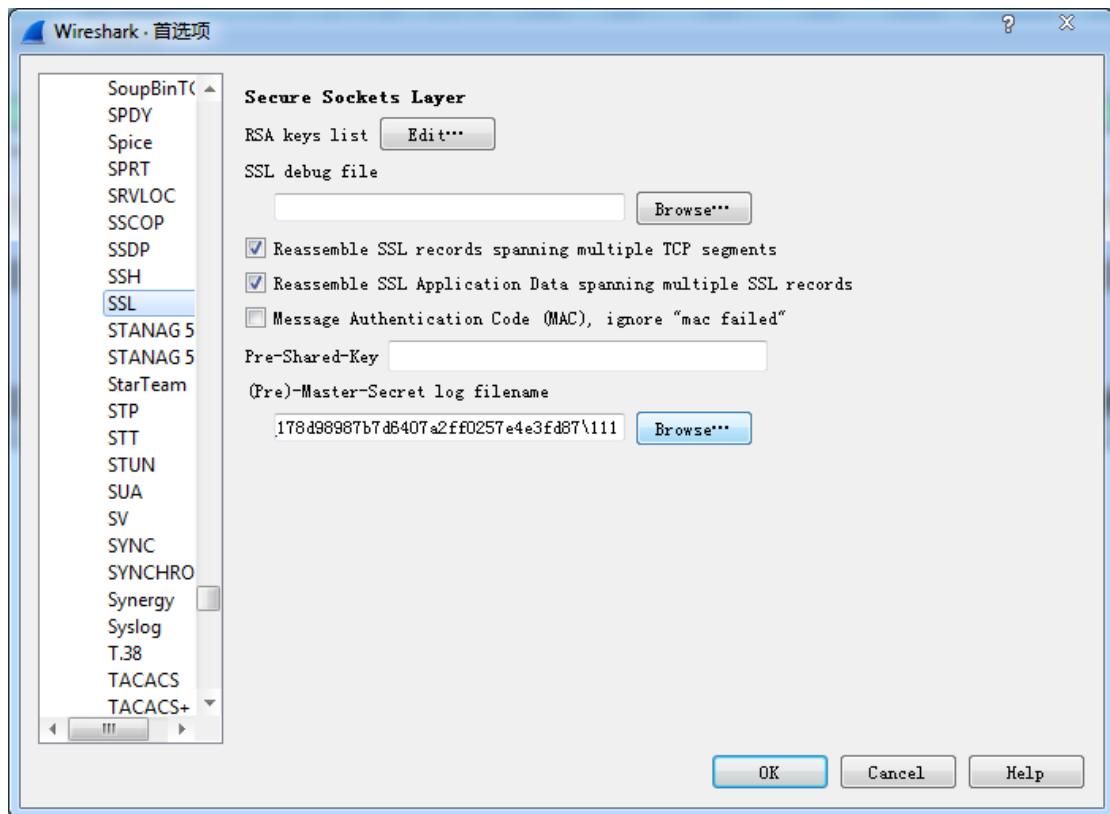 Wireshark · 首选项
SoupBinTC
SPDY
Spice
SPRT
SRVLOC
SSCOP
SSDP
SSH
SSL
STANAG 5
STANAG 5
StarTeam
STP
STT
STUN
SUA
SV
SYNC
SYNCHRO
Synergy
Syslog
T.38
TACACS
TACACS+
Secure Sockets Layer
RSA keys list Edit…
SSL debug file
Browse…
Reassemble SSL records spanning multiple TCP segments
Reassemble SSL Application Data spanning multiple SSL records
Message Authentication Code (MAC), ignore "mac failed"
Pre-Shared-Key
(Pre)-Master-Secret log filename
178d98987b7d6407a2ff0257e4e3fd87\111 Browse…
OK Cancel Help